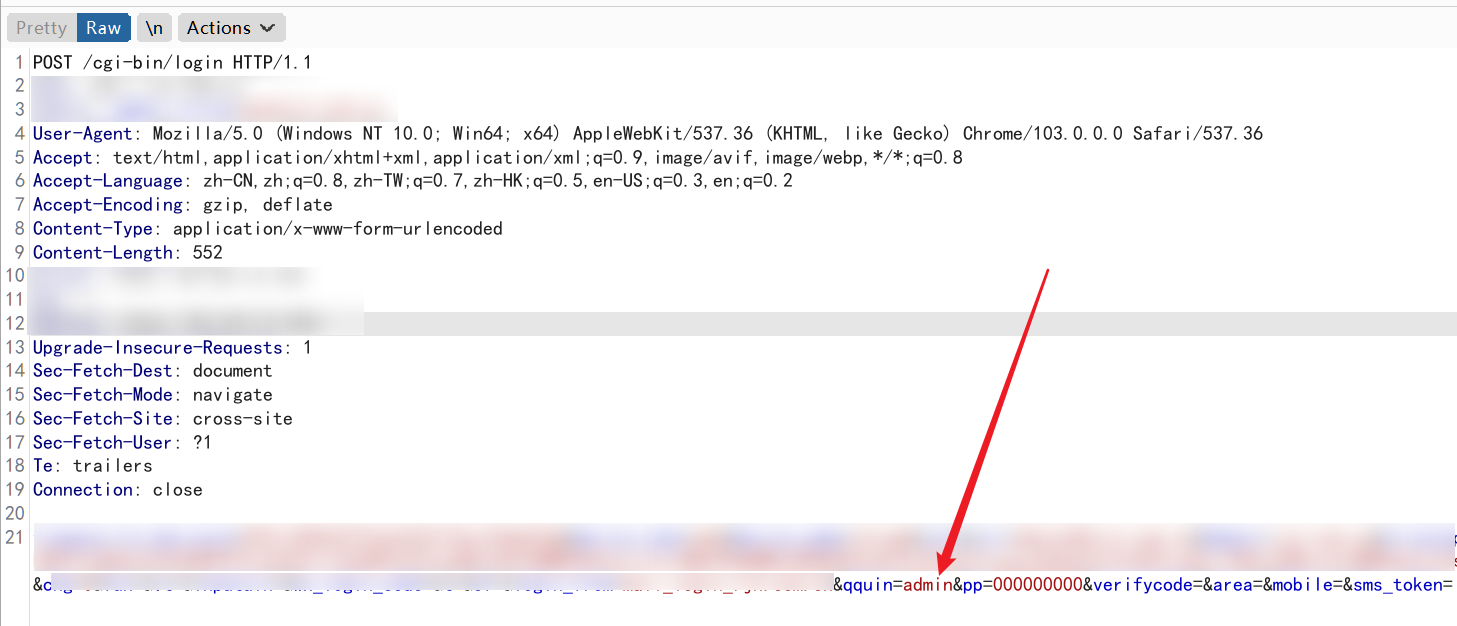 Pretty Raw \n Actions
1 POST /cgi-bin/login HTTP/1.1
2
3
4 User-Agent: Mozilla/5.0 (Windows NT 10.0; Win64; x64) AppleWebKit/537.36 (KHTML, like Gecko) Chrome/103.0.0.0 Safari/537.36
5 Accept: text/html,application/xhtml+xml,application/xml;q=0.9,image/avif,image/webp,*/*;q=0.8
6 Accept-Language: zh-CN,zh;q=0.8,zh-TW;q=0.7,zh-HK;q=0.5,en-US;q=0.3,en;q=0.2
7 Accept-Encoding: gzip, deflate
8 Content-Type: application/x-www-form-urlencoded
9 Content-Length: 552
10
11
12
13 Upgrade-Insecure-Requests: 1
14 Sec-Fetch-Dest: document
15 Sec-Fetch-Mode: navigate
16 Sec-Fetch-Site: cross-site
17 Sec-Fetch-User: ?1
18 Te: trailers
19 Connection: close
20
21
&qquin=admin&pp=000000000&verifycode=&area=&mobile=&sms_token=